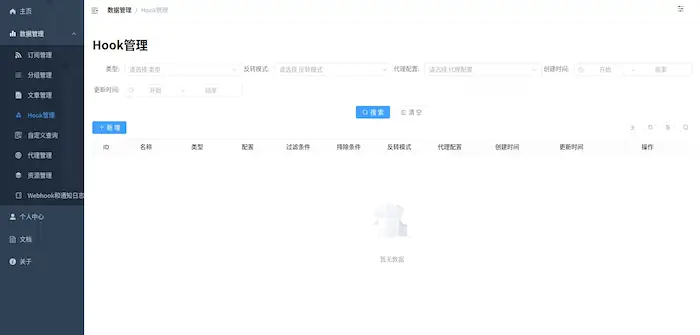 主页
数据管理
订阅管理
分组管理
文章管理
Hook管理
自定义查询
代理管理
资源管理
Webhook和通知日志
个人中心
文档
关于
数据管理 / Hook管理
Hook管理
类型: 请选择 类型 反转模式: 请选择 反转模式 代理配置: 请选择 代理配置 创建时间: 开始 - 结束
更新时间: 开始 - 结束
搜索 清空
+ 新增
ID 名称 类型 配置 过滤条件 排除条件 反转模式 代理配置 创建时间 更新时间 操作
暂无数据